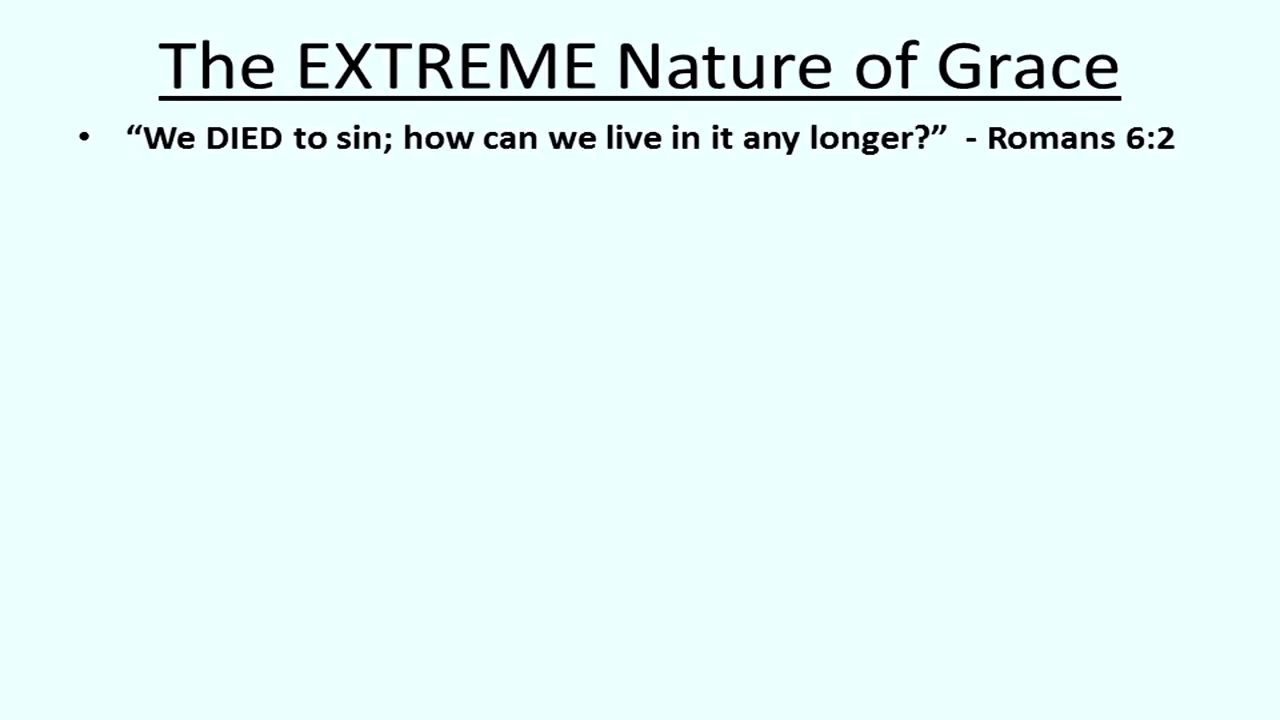 The EXTREME Nature of Grace
• “We DIED to sin; how can we live in it any longer?” - Romans 6:2